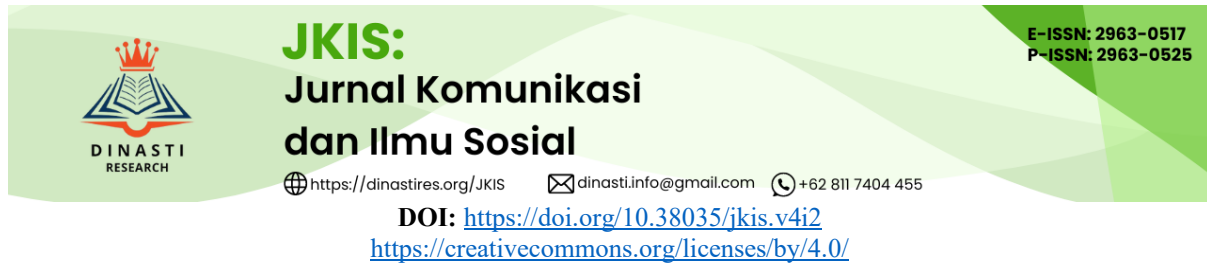 JKIS:
Jurnal Komunikasi
dan Ilmu Sosial
E-ISSN: 2963-0517
P-ISSN: 2963-0525
DINASTI
RESEARCH
https://dinastires.org/JKIS dinasti.info@gmail.com +62 811 7404 455
DOI: https://doi.org/10.38035/jkis.v4i2
https://creativecommons.org/licenses/by/4.0/